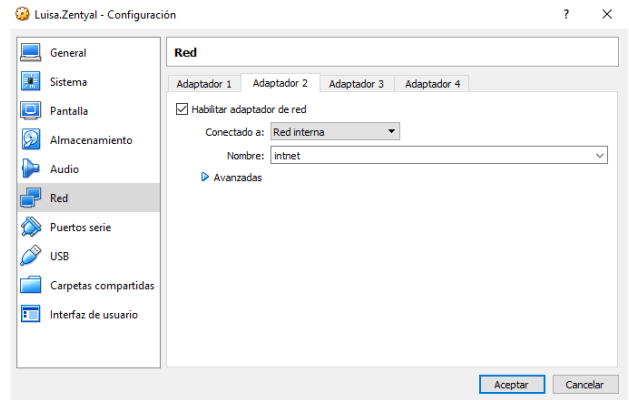 Luisa.Zentyal - Configuración
?
General
Sistema
Pantalla
Almacenamiento
Audio
Red
Puertos serie
USB
Carpetas compartidas
Interfaz de usuario
Red
Adaptador 1 Adaptador 2 Adaptador 3 Adaptador 4
Habilitar adaptador de red
Conectado a: Red interna
Nombre: intnet
Avanzadas
Aceptar Cancelar